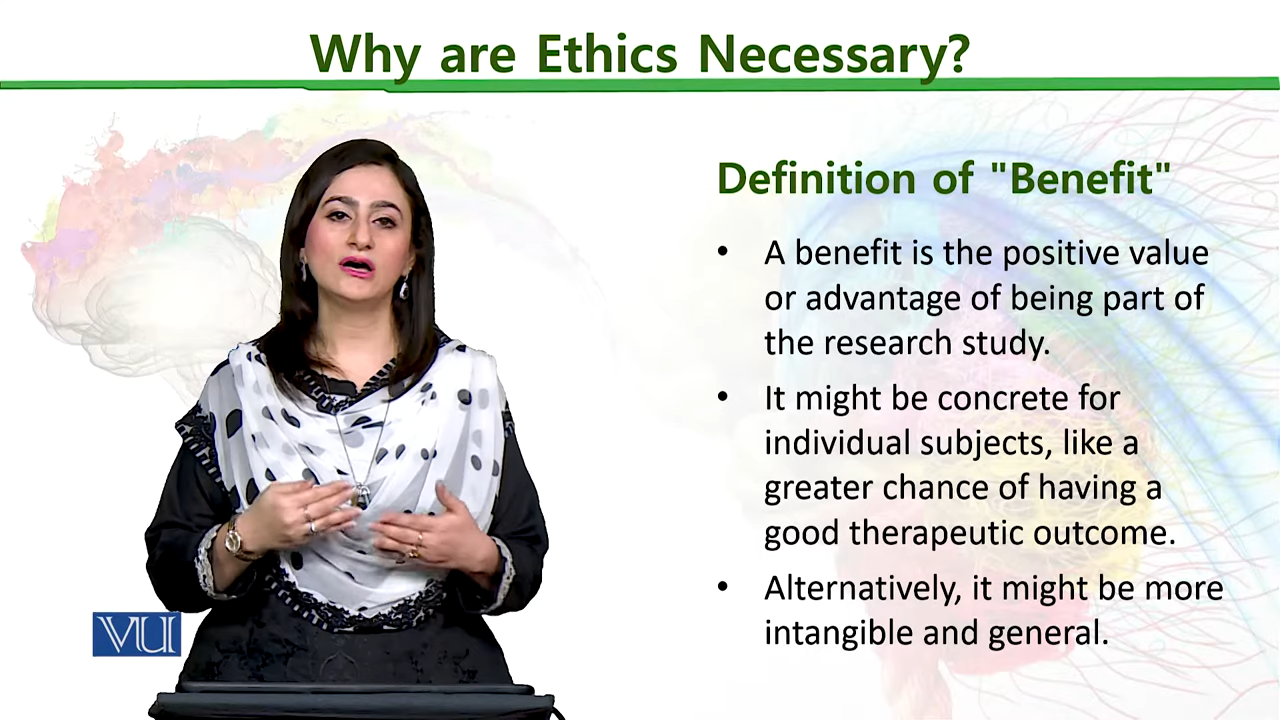 Why are Ethics Necessary?
Definition of "Benefit"
• A benefit is the positive value
or advantage of being part of
the research study.
• It might be concrete for
individual subjects, like a
greater chance of having a
good therapeutic outcome.
• Alternatively, it might be more
intangible and general.
VU